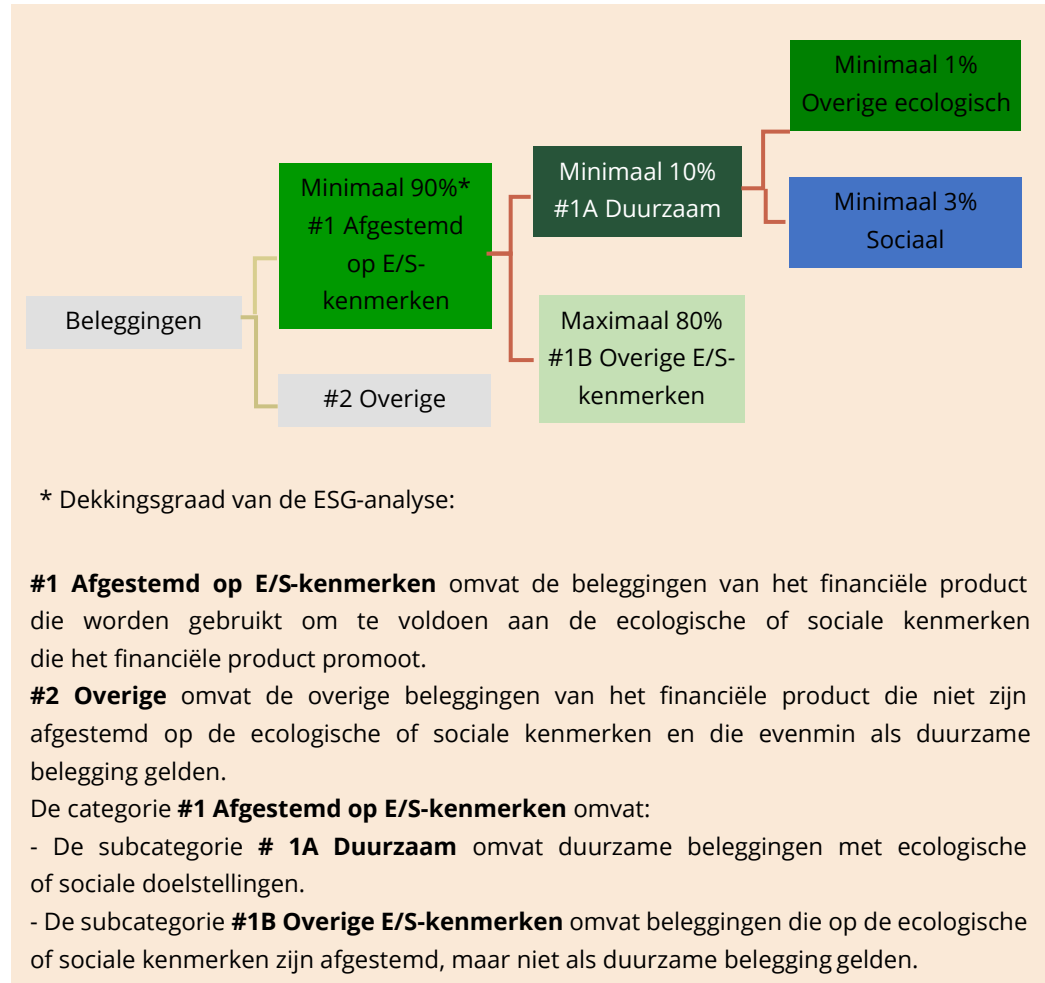 Minimaal 1%
Overige ecologisch
Minimaal 90%*
#1 Afgestemd
op E/S-
kenmerken
Minimaal 10%
#1A Duurzaam
Minimaal 3%
Sociaal
Beleggingen
Maximaal 80%
#1B Overige E/S-
kenmerken
#2 Overige
* Dekkingsgraad van de ESG-analyse:
#1 Afgestemd op E/S-kenmerken omvat de beleggingen van het financiële product
die worden gebruikt om te voldoen aan de ecologische of sociale kenmerken
die het financiële product promoot.
#2 Overige omvat de overige beleggingen van het financiële product die niet zijn
afgestemd op de ecologische of sociale kenmerken en die evenmin als duurzame
belegging gelden.
De categorie #1 Afgestemd op E/S-kenmerken omvat:
- De subcategorie # 1A Duurzaam omvat duurzame beleggingen met ecologische
of sociale doelstellingen.
- De subcategorie #1B Overige E/S-kenmerken omvat beleggingen die op de ecologische
of sociale kenmerken zijn afgestemd, maar niet als duurzame belegging gelden.